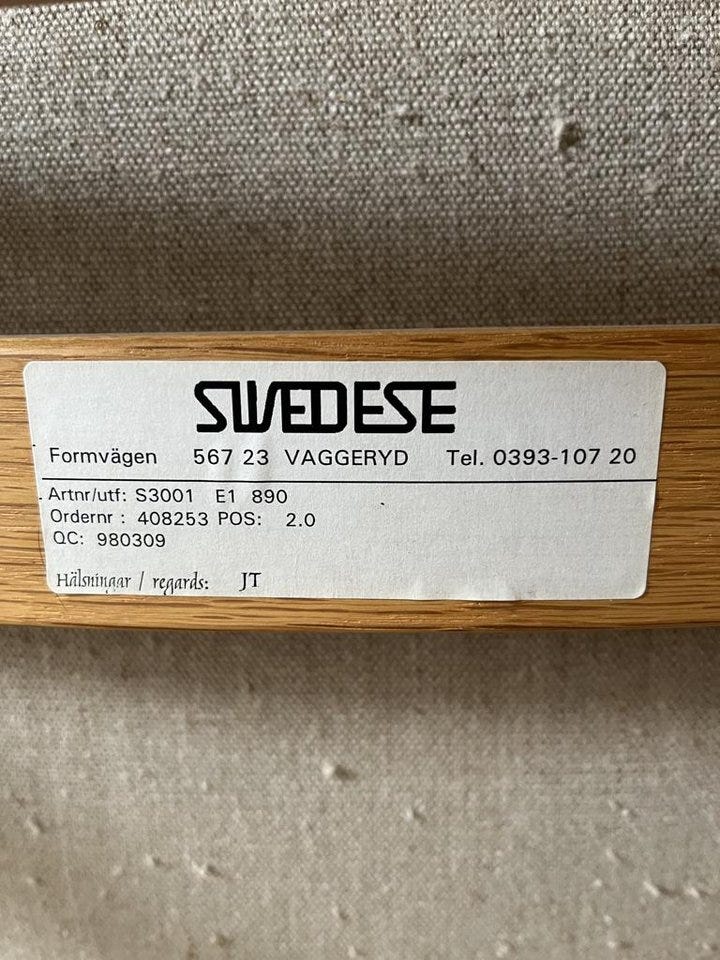 SWEDESE
Formvägen 567 23 VAGGERYD Tel. 0393-107 20
Artnr/utf: S3001 E1 890
Ordernr : 408253 POS: 2.0
QC: 980309
Hälsningar / regards: JT